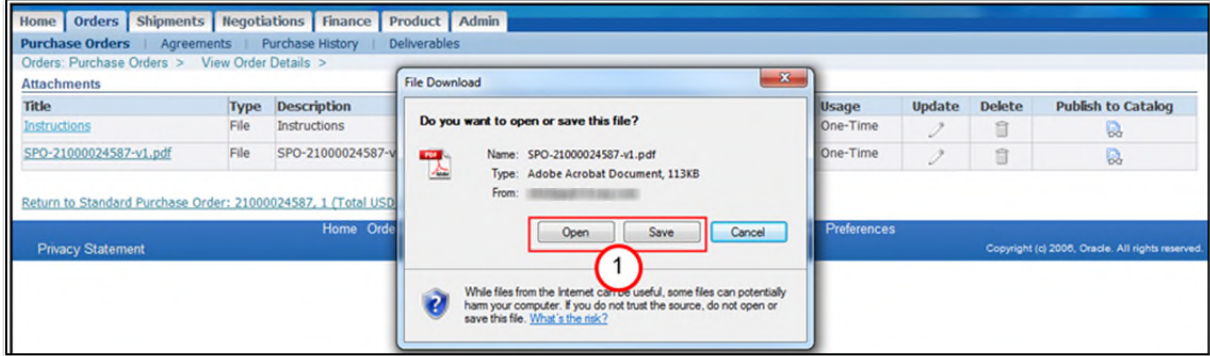 Home Orders Shipments Negotiations Finance Product Admin
Purchase Orders | Agreements | Purchase History | Deliverables
Orders: Purchase Orders > View Order Details >
Attachments
Title Type Description Usage Update Delete Publish to Catalog
Instructions File Instructions One-Time
SPO-21000024587-v1.pdf File SPO-21000024587-v One-Time
Return to Standard Purchase Order: 21000024587, 1 (Total USD
Home Orde Preferences
Privacy Statement
Copyright (c) 2006, Oracle. All rights reserved.
File Download
Do you want to open or save this file?
PDF
Adobe
Name: SPO-21000024587-v1.pdf
Type: Adobe Acrobat Document, 113KB
From:
Open Save Cancel
1
While files from the Internet can be useful, some files can potentially
harm your computer. If you do not trust the source, do not open or
save this file. What's the risk?